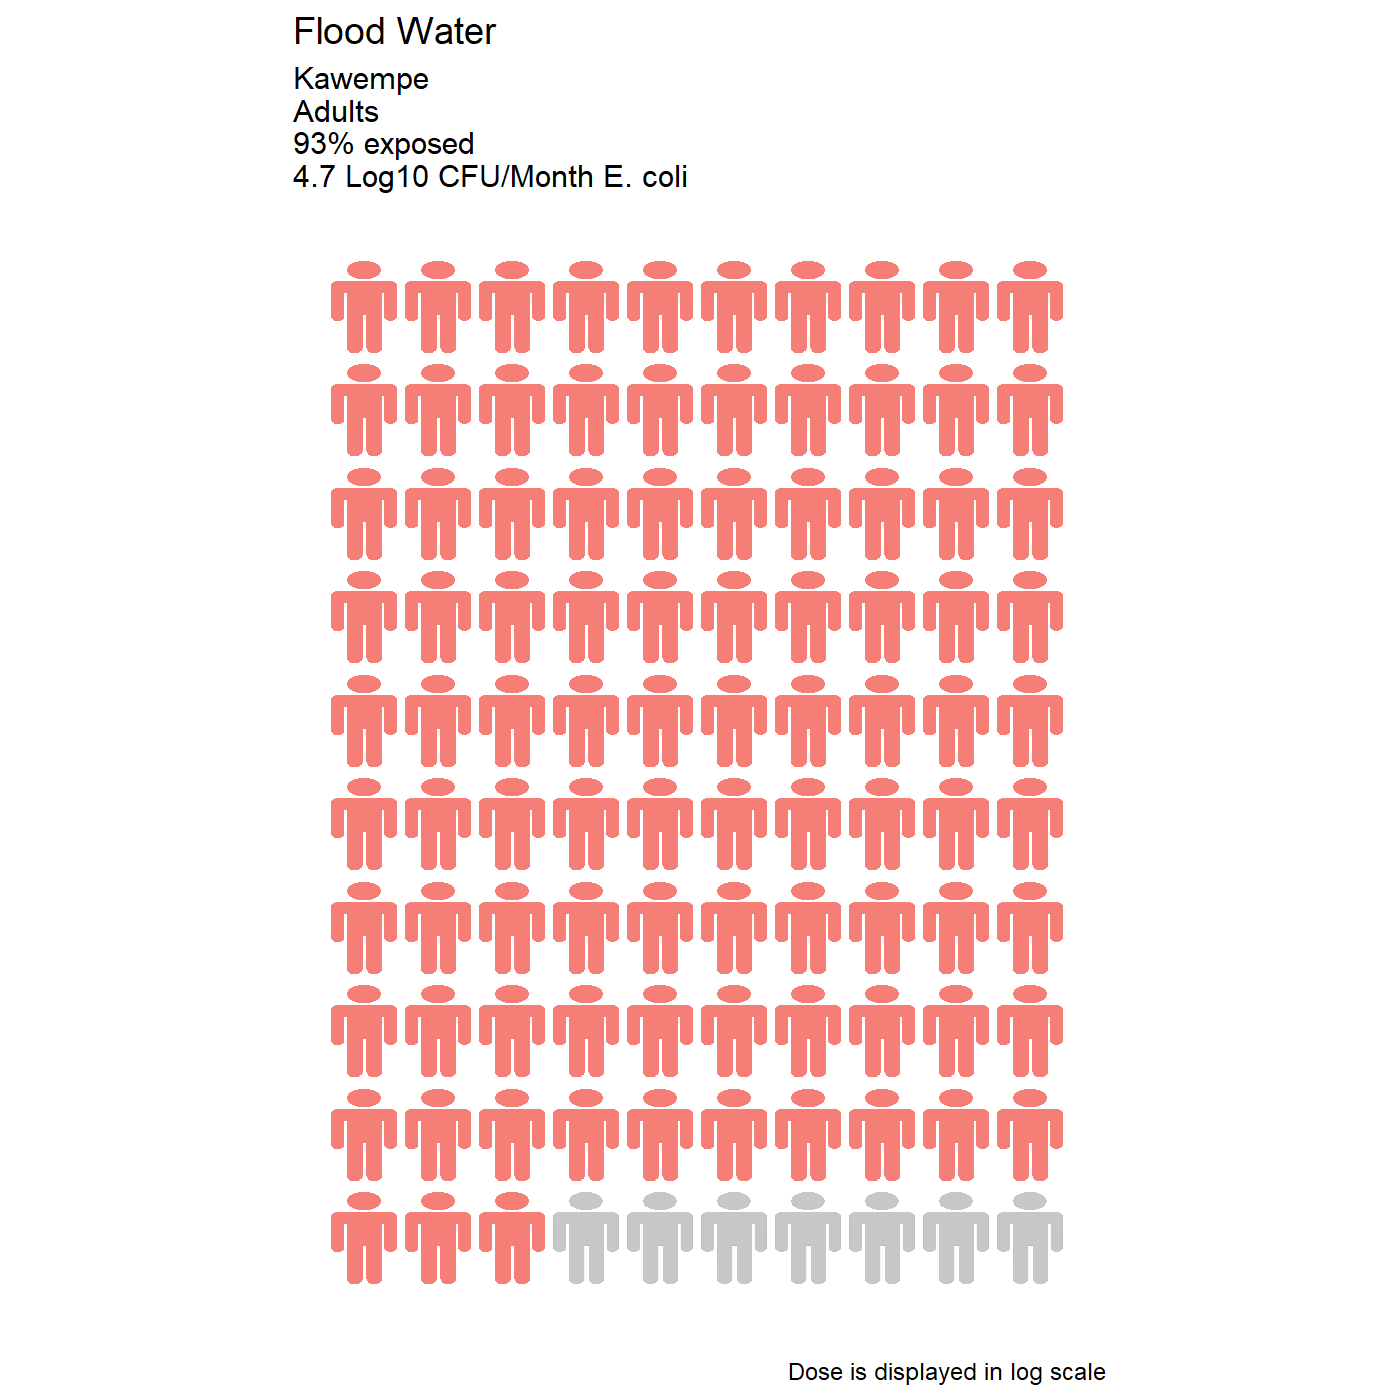 Flood Water
Kawempe
Adults
93% exposed
4.7 Log10 CFU/Month E. coli
Dose is displayed in log scale